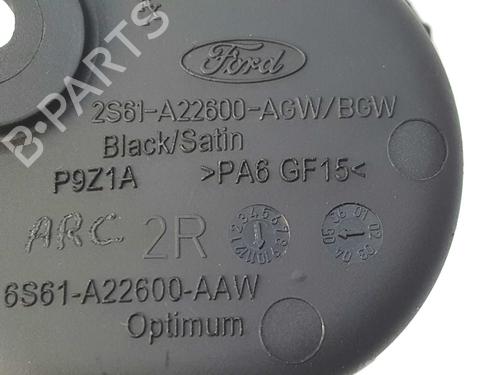 Ford
2S61-A22600-AGW/BGW
Black/Satin
P9Z1A >PA6 GF15<
ARC 2R
6S61-A22600-AAW
Optimum
B-PARTS